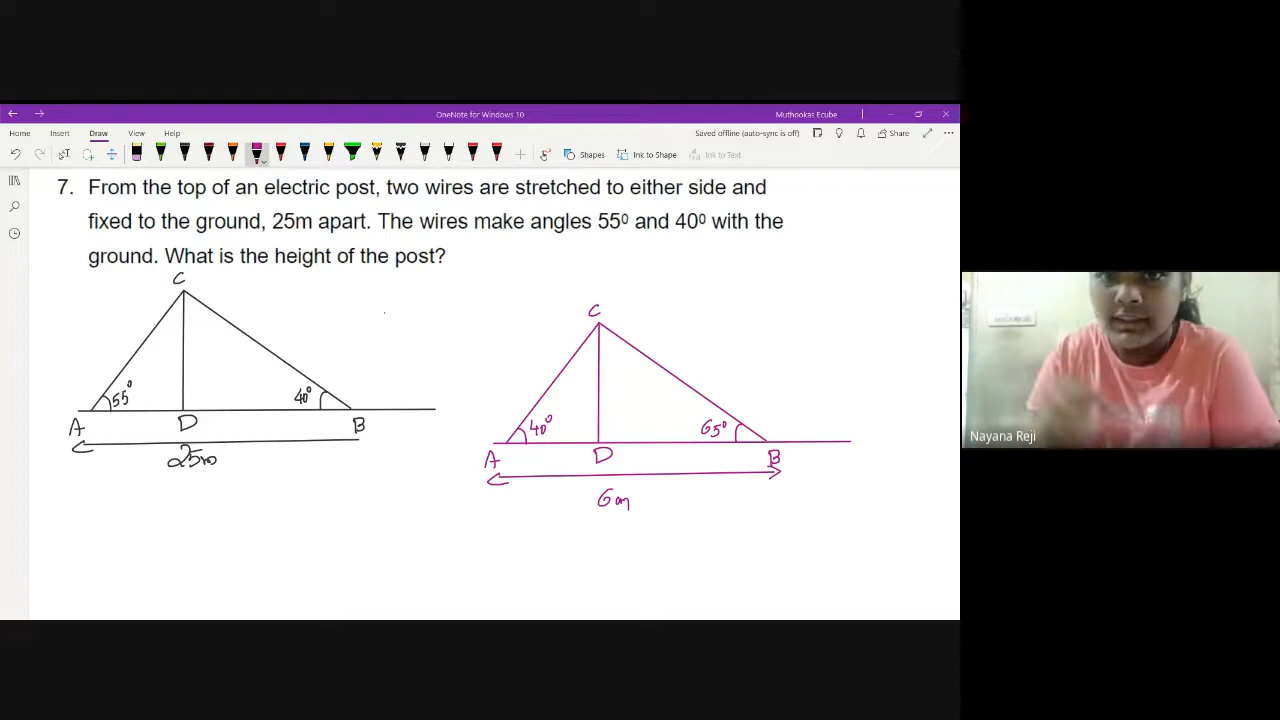 OneNote for Windows 10
Muthookas Ecube
Home Insert Draw View Help
Saved offline (auto-sync is off)
Share
Shapes
Ink to Shape
Ink to Text
7. From the top of an electric post, two wires are stretched to either side and
fixed to the ground, 25m apart. The wires make angles 55⁰ and 40⁰ with the
ground. What is the height of the post?
C
55°
40°
A
D
B
25m
C
40°
65°
A
D
B
6m
Nayana Reji